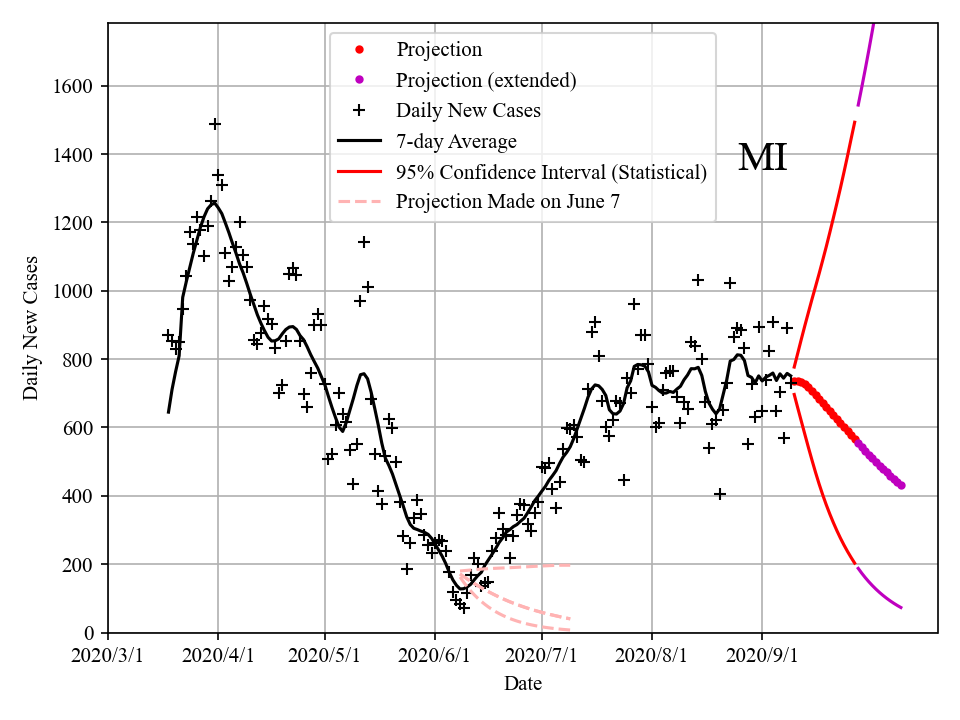 Projection
Projection (extended)
Daily New Cases
7-day Average
95% Confidence Interval (Statistical)
Projection Made on June 7
MI
Daily New Cases
1600
1400
1200
1000
800
600
400
200
0
2020/3/1 2020/4/1 2020/5/1 2020/6/1 2020/7/1 2020/8/1 2020/9/1
Date